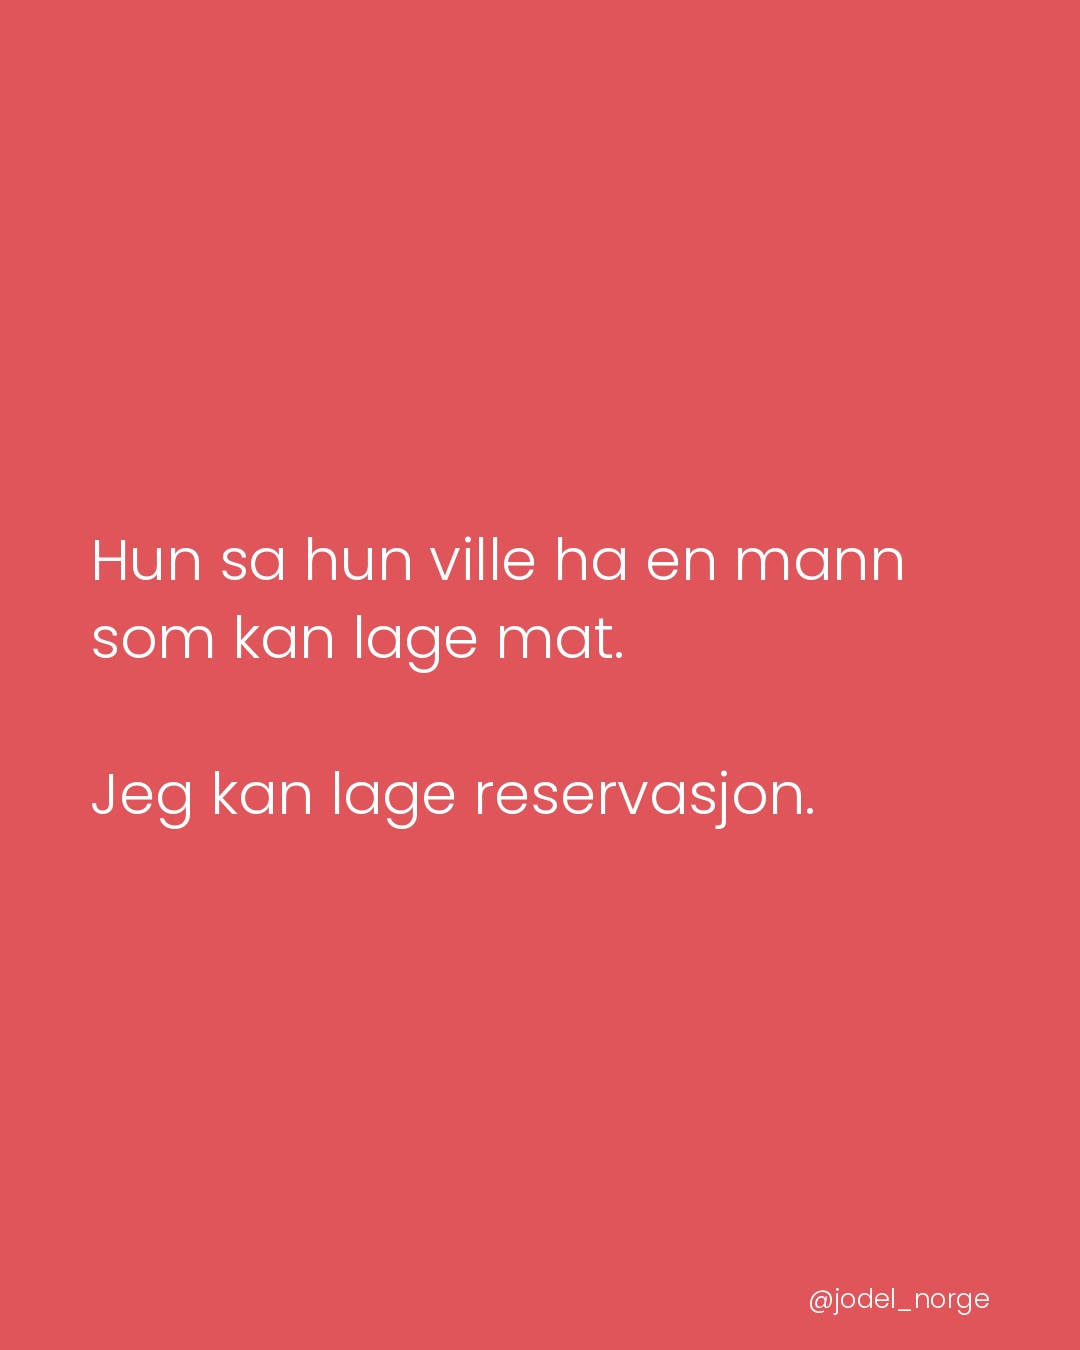 Hun sa hun ville ha en mann
som kan lage mat.
Jeg kan lage reservasjon.
@jodel_norge